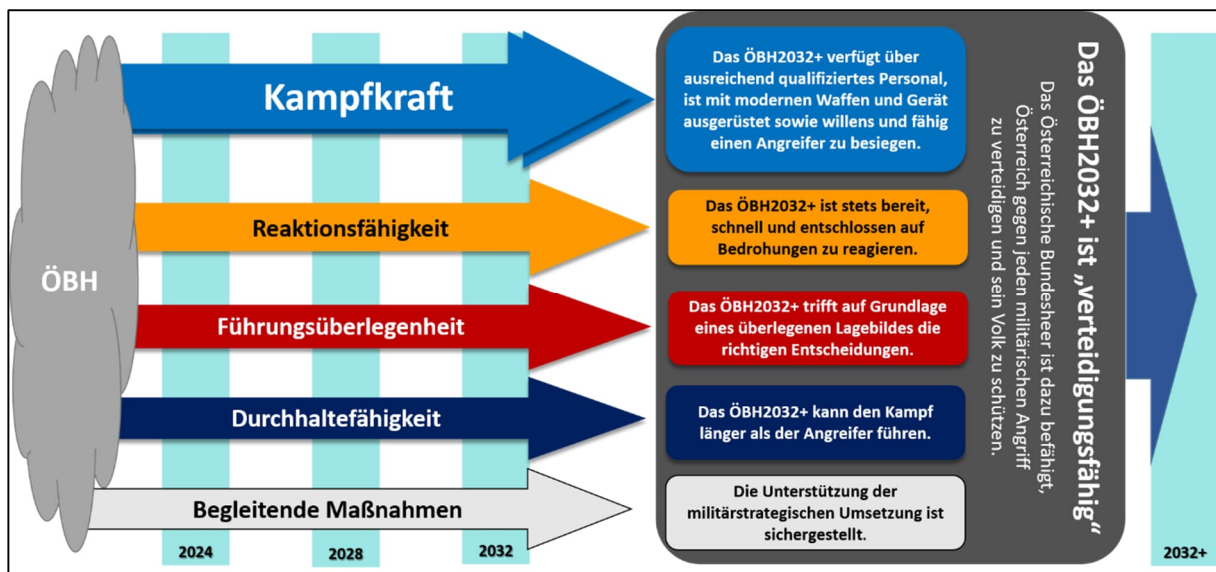 ÖBH
Kampfkraft
Das ÖBH2032+ verfügt über
ausreichend qualifiziertes Personal,
ist mit modernen Waffen und Gerät
ausgerüstet sowie willens und fähig
einen Angreifer zu besiegen.
Reaktionsfähigkeit
Das ÖBH2032+ ist stets bereit,
schnell und entschlossen auf
Bedrohungen zu reagieren.
Führungsüberlegenheit
Das ÖBH2032+ trifft auf Grundlage
eines überlegenen Lagebildes die
richtigen Entscheidungen.
Durchhaltefähigkeit
Das ÖBH2032+ kann den Kampf
länger als der Angreifer führen.
Begleitende Maßnahmen
Die Unterstützung der
militärstrategischen Umsetzung ist
sichergestellt.
Das ÖBH2032+ ist „verteidigungsfähig“
Das Österreichische Bundesheer ist dazu befähigt,
Österreich gegen jeden militärischen Angriff
zu verteidigen und sein Volk zu schützen.
2024
2028
2032
2032+